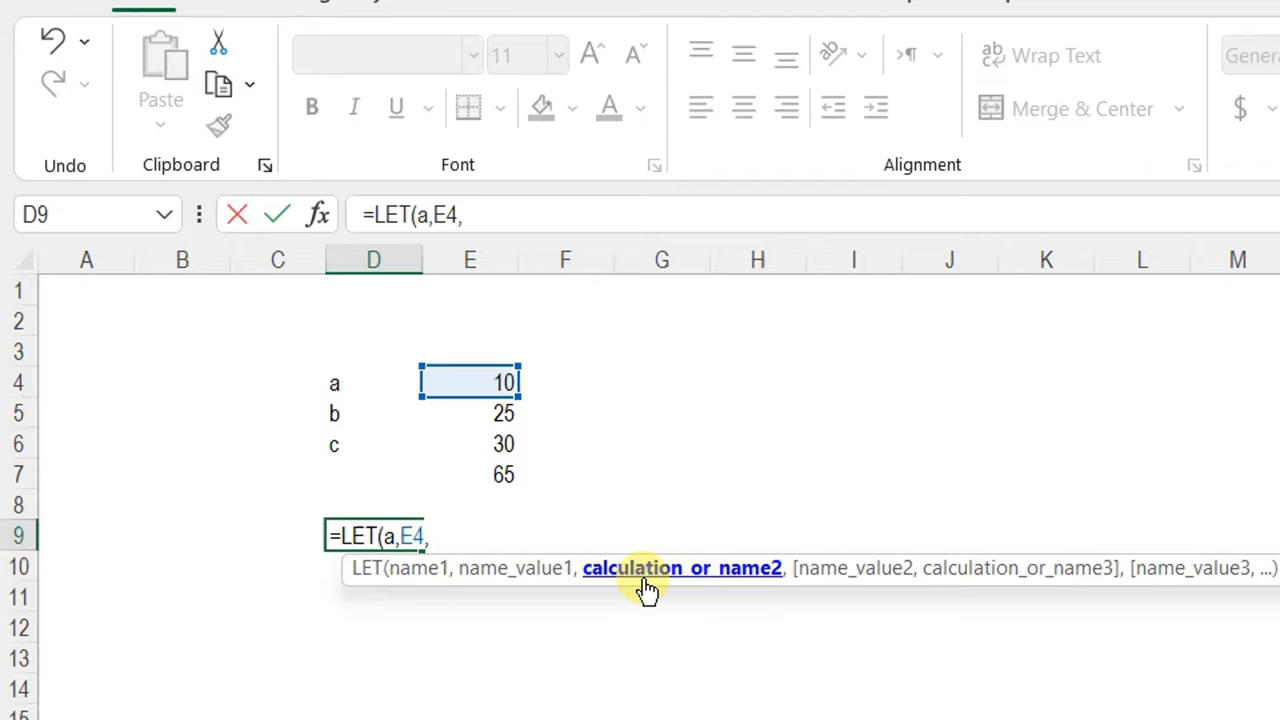 11
ab Wrap Text
General
Paste
Merge & Center
$
B I U A
Undo Clipboard Font Alignment
D9 fx =LET(a,E4,
A B C D E F G H I J K L M
1
2
3
4 a 10
5 b 25
6 c 30
7 65
8
9 =LET(a,E4,
10 LET(name1, name_value1, calculation_or_name2, [name_value2, calculation_or_name3], [name_value3, ...)
11
12
13
14
15